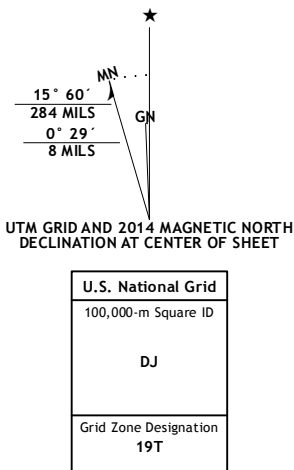 ★
MN
GN
15° 60´
284 MILS
0° 29´
8 MILS
UTM GRID AND 2014 MAGNETIC NORTH
DECLINATION AT CENTER OF SHEET
U.S. National Grid
100,000-m Square ID
DJ
Grid Zone Designation
19T